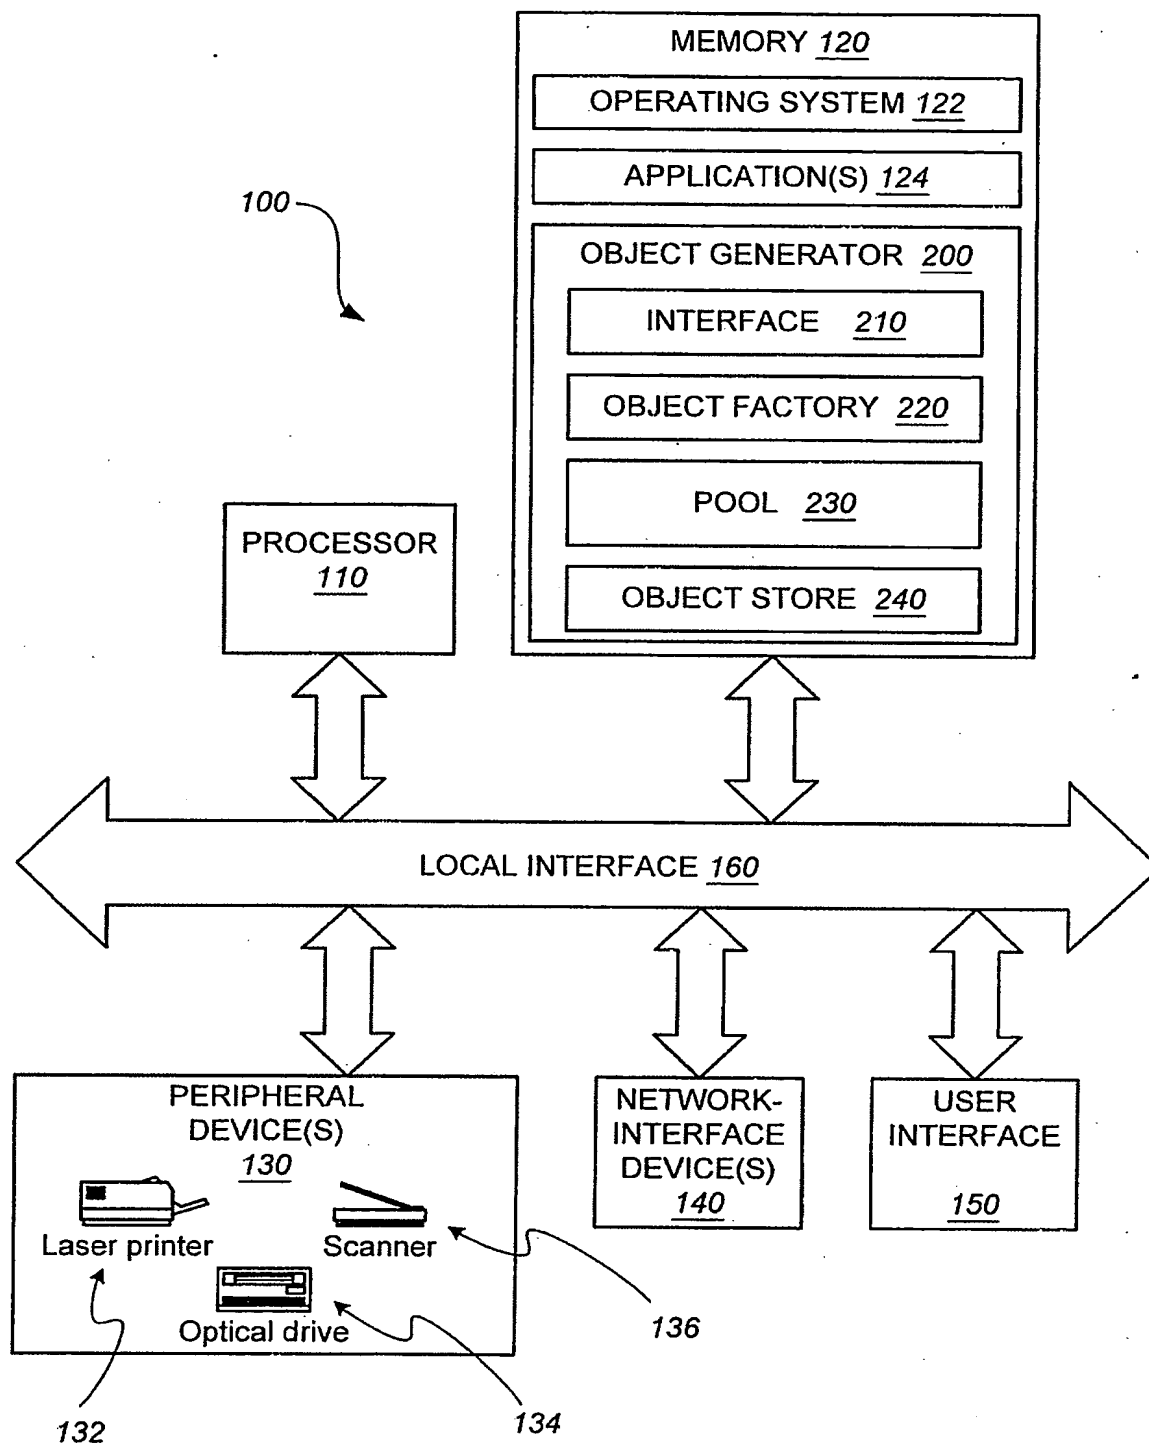 MEMORY 120
OPERATING SYSTEM 122
APPLICATION(S) 124
100
OBJECT GENERATOR 200
INTERFACE 210
OBJECT FACTORY 220
POOL 230
OBJECT STORE 240
PROCESSOR
110
LOCAL INTERFACE 160
PERIPHERAL
DEVICE(S)
130
Laser printer
Scanner
Optical drive
NETWORK-
INTERFACE
DEVICE(S)
140
USER
INTERFACE
150
136
132
134